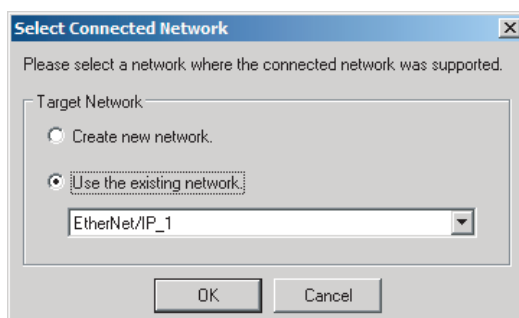 Select Connected Network
Please select a network where the connected network was supported.
Target Network
Create new network.
Use the existing network.
EtherNet/IP_1
OK Cancel